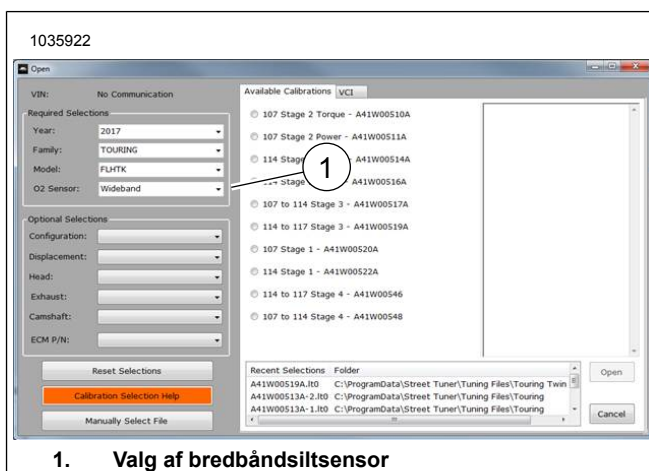 1035922
Open
VIN: No Communication
Required Selections
Year: 2017
Family: TOURING
Model: FLHTK
O2 Sensor: Wideband
Optional Selections
Configuration:
Displacement:
Head:
Exhaust:
Camshaft:
ECM P/N:
Reset Selections
Calibration Selection Help
Manually Select File
Available Calibrations VCI
107 Stage 2 Torque - A41W00510A
107 Stage 2 Power - A41W00511A
114 Stage - A41W00514A
114 Stage - A41W00516A
107 to 114 Stage 3 - A41W00517A
114 to 117 Stage 3 - A41W00519A
107 Stage 1 - A41W00520A
114 Stage 1 - A41W00522A
114 to 117 Stage 4 - A41W00546
107 to 114 Stage 4 - A41W00548
1
Recent Selections Folder
A41W00519A.lt0 C:\ProgramData\Street Tuner\Tuning Files\Touring Twin
A41W00513A-2.lt0 C:\ProgramData\Street Tuner\Tuning Files\Touring
A41W00513A-1.lt0 C:\ProgramData\Street Tuner\Tuning Files\Touring
Open
Cancel
1. Valg af bredbåndsiltsensor